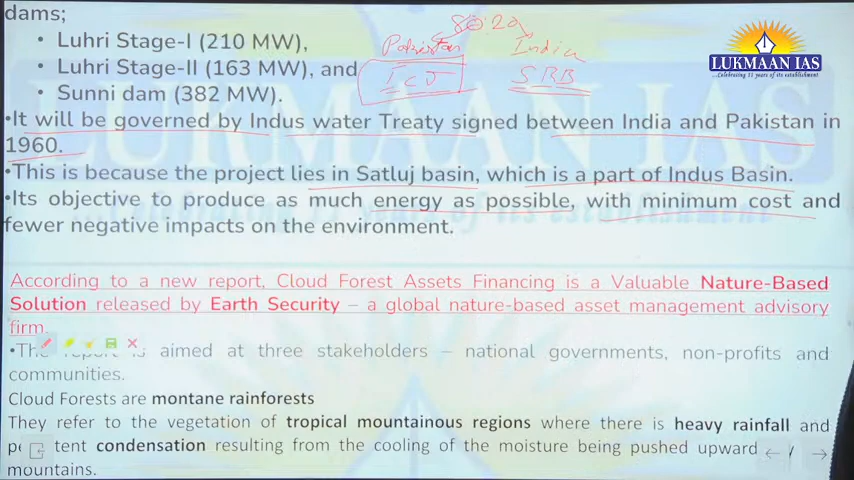 dams;
80:20
Pakistan India
• Luhri Stage-I (210 MW),
LUKMAAN IAS
...Celebrating 11 years of its establishment
• Luhri Stage-II (163 MW), and
ICJ
• Sunni dam (382 MW).
•It will be governed by Indus water Treaty signed between India and Pakistan in
1960.
•This is because the project lies in Satluj basin, which is a part of Indus Basin.
•Its objective to produce as much energy as possible, with minimum cost and
fewer negative impacts on the environment.
According to a new report, Cloud Forest Assets Financing is a Valuable Nature-Based
Solution released by Earth Security – a global nature-based asset management advisory
firm.
•The report is aimed at three stakeholders – national governments, non-profits and
communities.
Cloud Forests are montane rainforests
They refer to the vegetation of tropical mountainous regions where there is heavy rainfall and
tent condensation resulting from the cooling of the moisture being pushed upward
mountains.